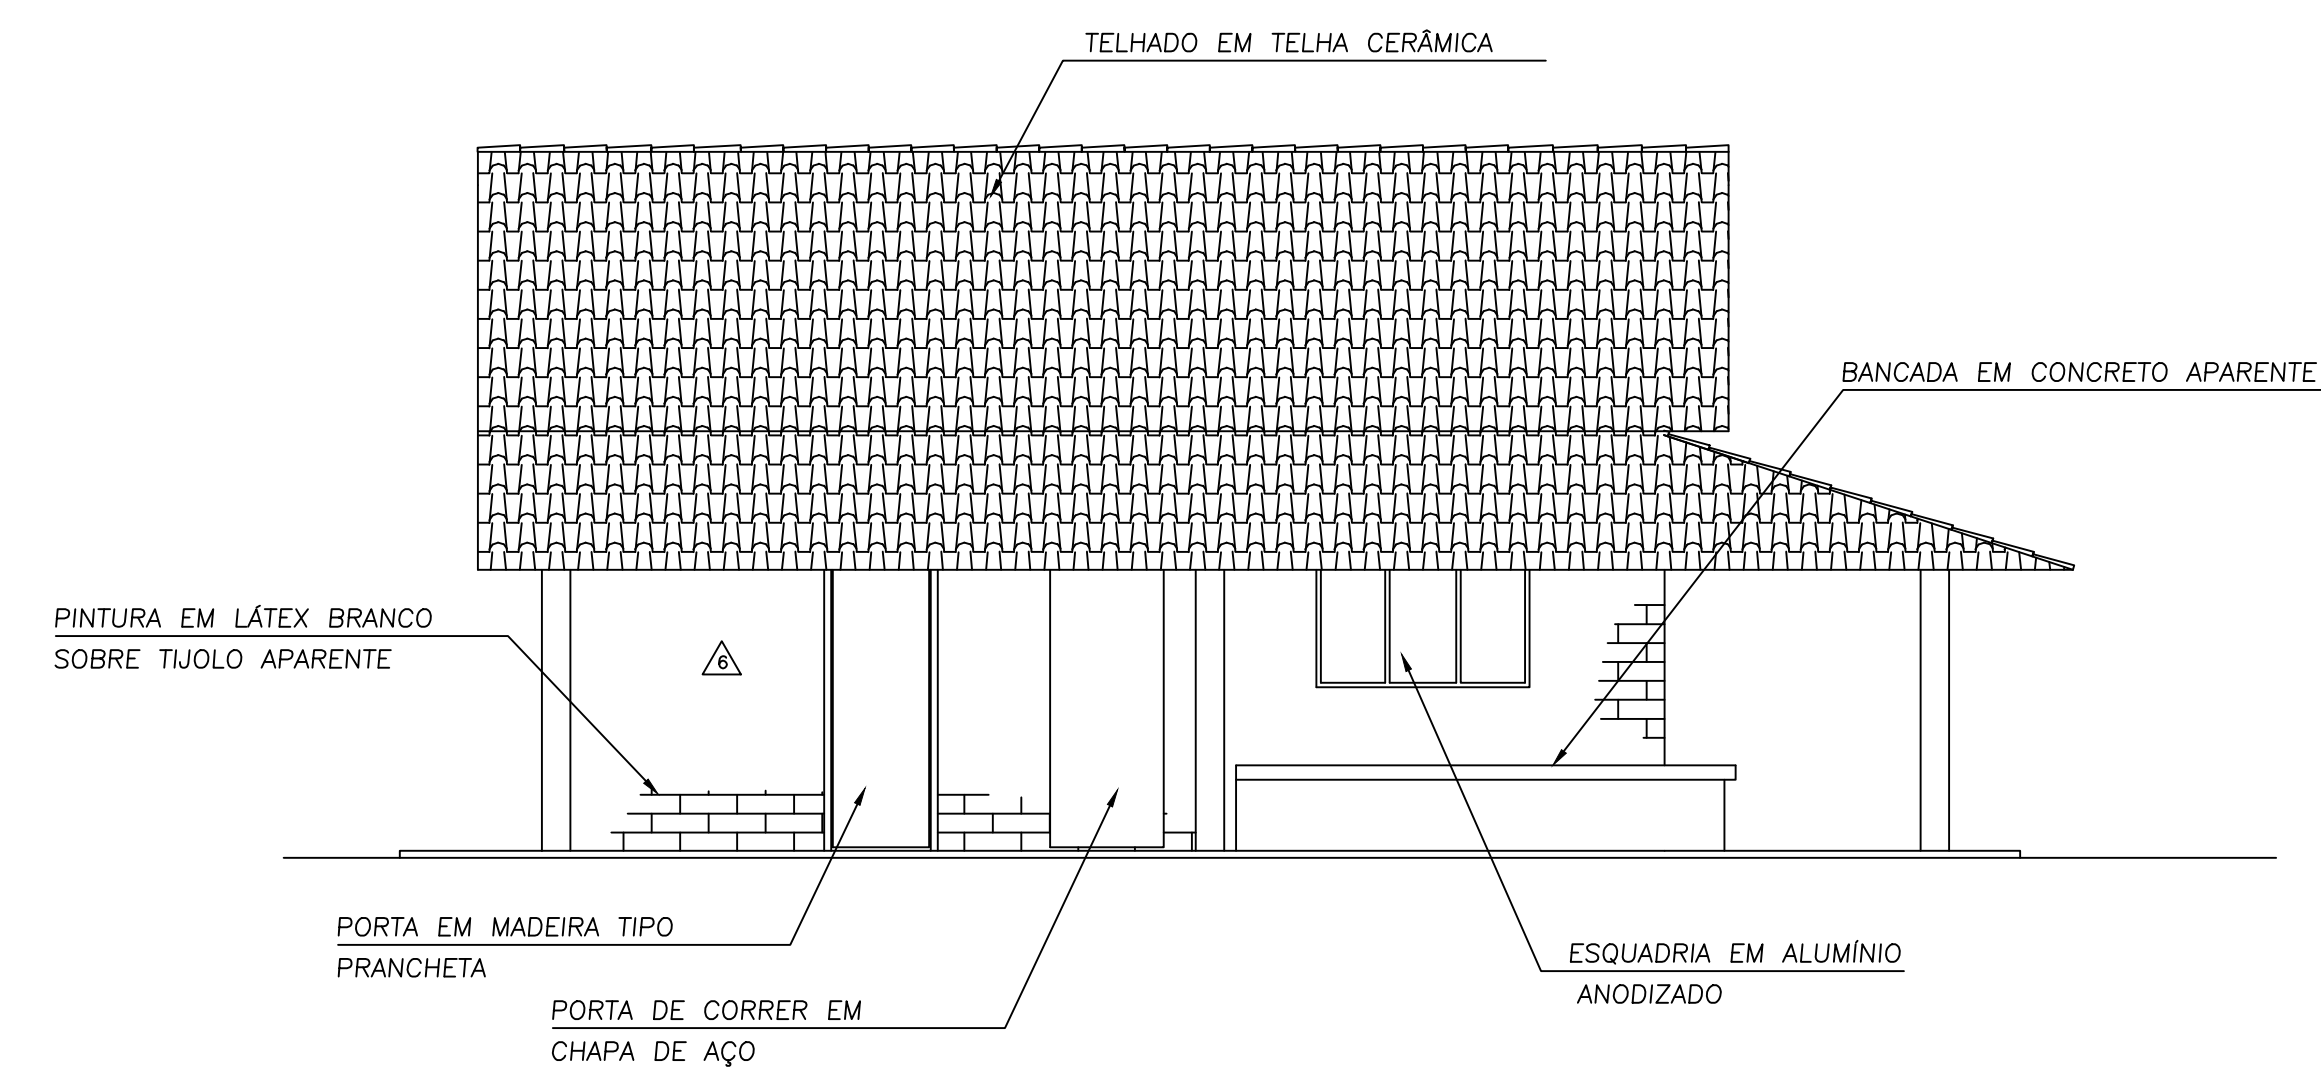 TELHADO EM TELHA CERÂMICA
BANCADA EM CONCRETO APARENTE
PINTURA EM LÁTEX BRANCO
SOBRE TIJOLO APARENTE
6
PORTA EM MADEIRA TIPO
PRANCHETA
ESQUADRIA EM ALUMÍNIO
ANODIZADO
PORTA DE CORRER EM
CHAPA DE AÇO